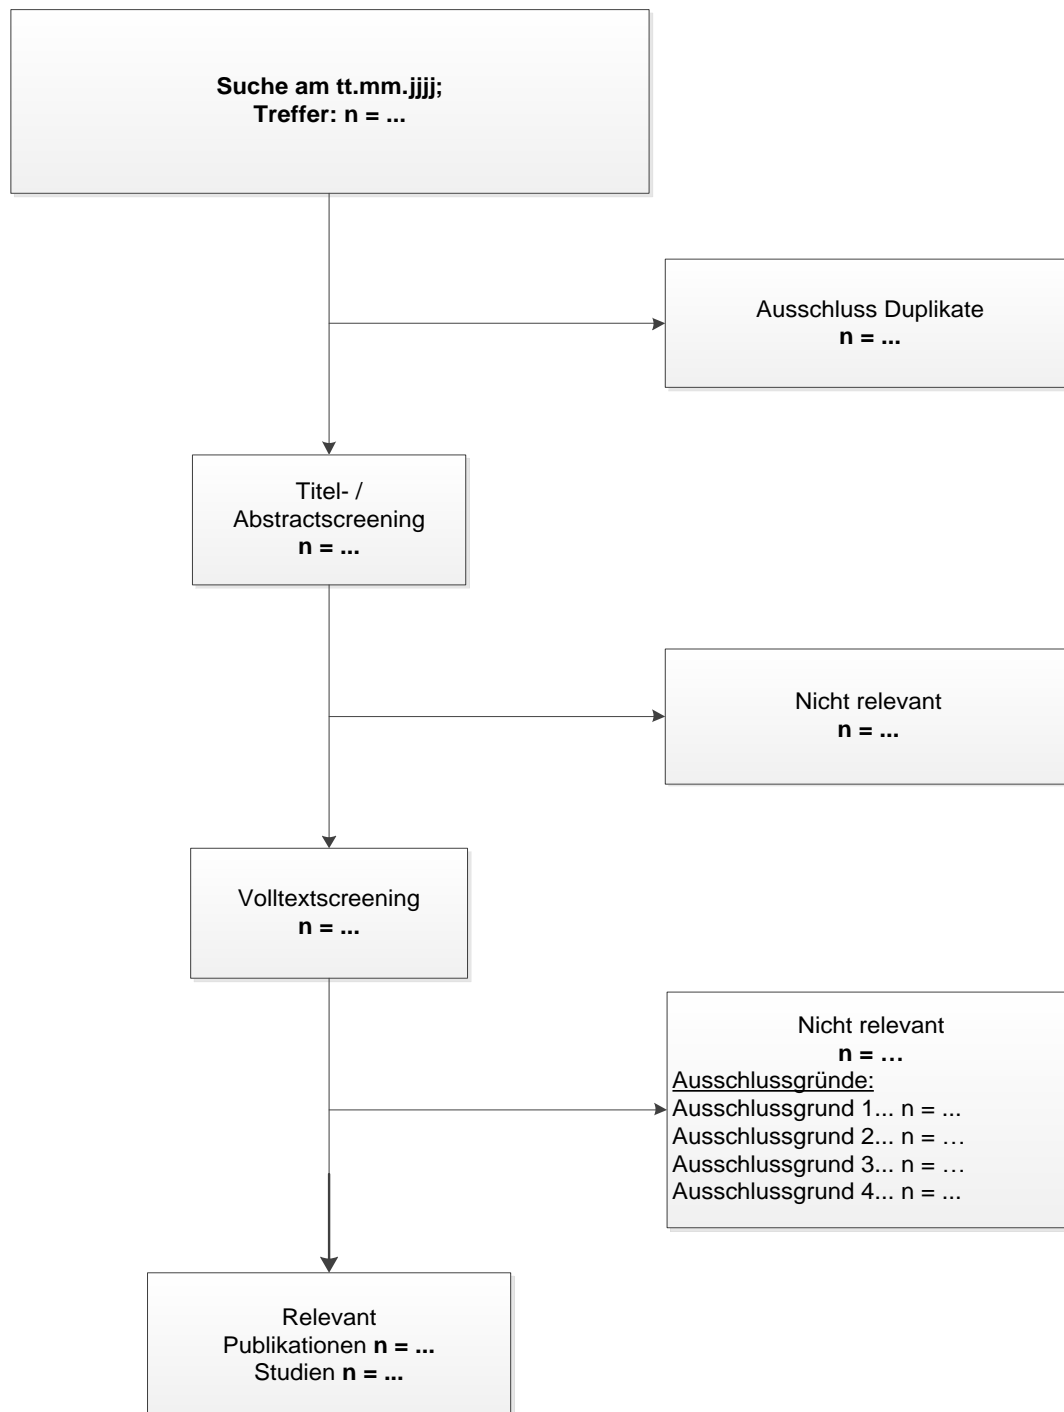 Suche am tt.mm.jjjj;
Treffer: n = ...
Ausschluss Duplikate
n = ...
Titel- /
Abstractscreening
n = ...
Nicht relevant
n = ...
Volltextscreening
n = ...
Nicht relevant
n = …
Ausschlussgründe:
Ausschlussgrund 1... n = ...
Ausschlussgrund 2... n = …
Ausschlussgrund 3... n = …
Ausschlussgrund 4... n = ...
Relevant
Publikationen n = ...
Studien n = ...